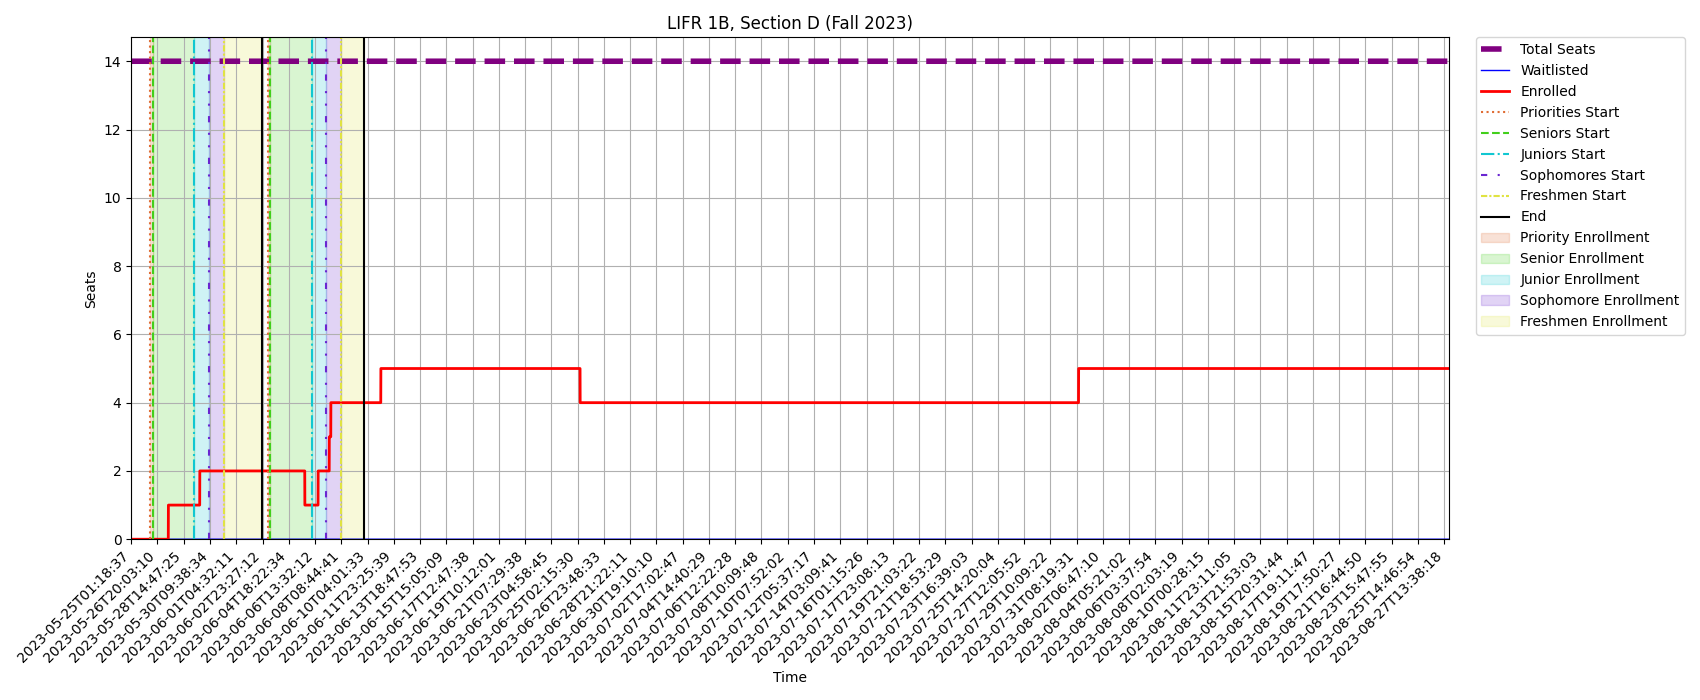 LIFR 1B, Section D (Fall 2023)
Seats
14
12
10
8
6
4
2
0
2023-05-25T01:18:37
2023-05-26T20:03:10
2023-05-28T14:47:25
2023-05-30T09:38:34
2023-06-01T04:32:11
2023-06-02T23:27:12
2023-06-04T18:22:34
2023-06-06T13:32:12
2023-06-08T08:44:41
2023-06-10T04:01:33
2023-06-11T23:25:39
2023-06-13T18:47:53
2023-06-15T15:05:09
2023-06-17T12:47:38
2023-06-19T10:12:01
2023-06-21T07:29:38
2023-06-23T04:58:45
2023-06-25T02:15:30
2023-06-26T23:48:33
2023-06-28T21:22:11
2023-06-30T19:10:10
2023-07-02T17:02:47
2023-07-04T14:40:29
2023-07-06T12:22:28
2023-07-08T10:09:48
2023-07-10T07:52:02
2023-07-12T05:37:17
2023-07-14T03:09:41
2023-07-16T01:15:26
2023-07-17T23:08:13
2023-07-19T21:03:22
2023-07-21T18:53:29
2023-07-23T16:39:03
2023-07-25T14:20:04
2023-07-27T12:05:52
2023-07-29T10:09:22
2023-07-31T08:19:31
2023-08-02T06:47:10
2023-08-04T05:21:02
2023-08-06T03:37:54
2023-08-08T02:03:19
2023-08-10T00:28:15
2023-08-11T23:11:05
2023-08-13T21:53:03
2023-08-15T20:31:44
2023-08-17T19:11:47
2023-08-19T17:50:27
2023-08-21T16:44:50
2023-08-23T15:47:55
2023-08-25T14:46:54
2023-08-27T13:38:18
Time
Total Seats
Waitlisted
Enrolled
Priorities Start
Seniors Start
Juniors Start
Sophomores Start
Freshmen Start
End
Priority Enrollment
Senior Enrollment
Junior Enrollment
Sophomore Enrollment
Freshmen Enrollment